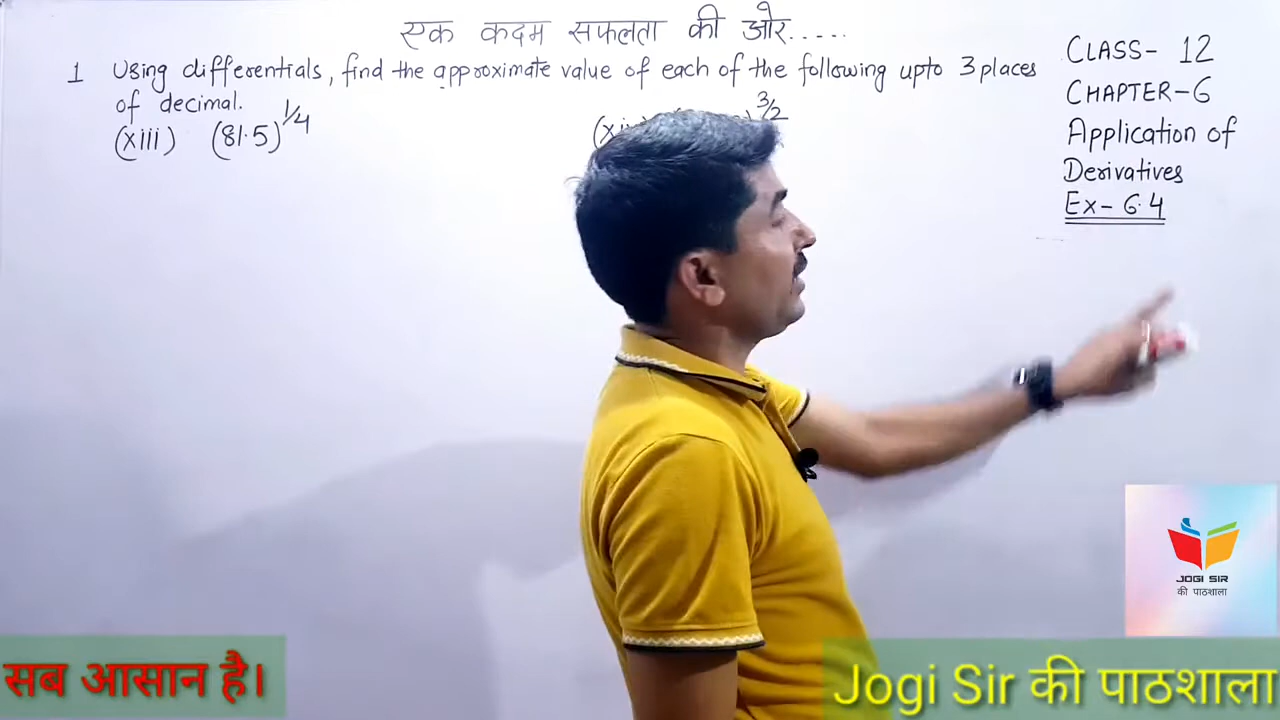 एक कदम सफलता की ओर.....
1 Using differentials, find the approximate value of each of the following upto 3 places
of decimal.
(xiii) (81.5)^1/4
)^3/2
CLASS- 12
CHAPTER-6
Application of
Derivatives
Ex- 6.4
JOGI SIR
की पाठशाला
सब आसान है।
Jogi Sir की पाठशाला